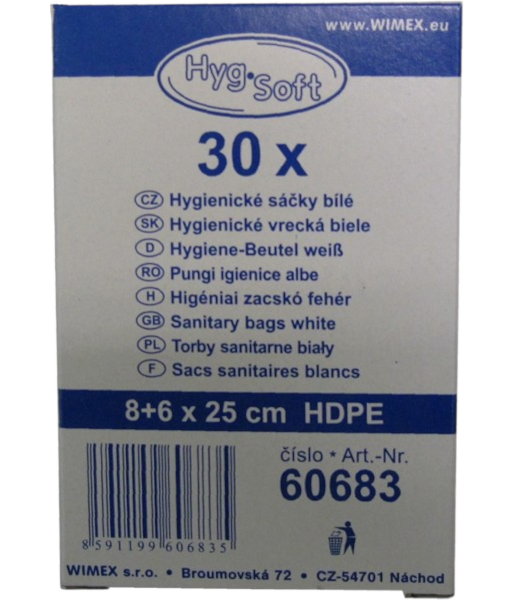 www.WIMEX.eu
Hyg•Soft
30 x
CZ Hygienické sáčky bílé
SK Hygienické vrecká biele
D Hygiene-Beutel weiß
RO Pungi igienice albe
H Higéniai zacskó fehér
GB Sanitary bags white
PL Torby sanitarne biały
F Sacs sanitaires blancs
8+6 x 25 cm HDPE
číslo * Art.-Nr.
60683
8 591199 606835
WIMEX s.r.o. • Broumovská 72 • CZ-54701 Náchod